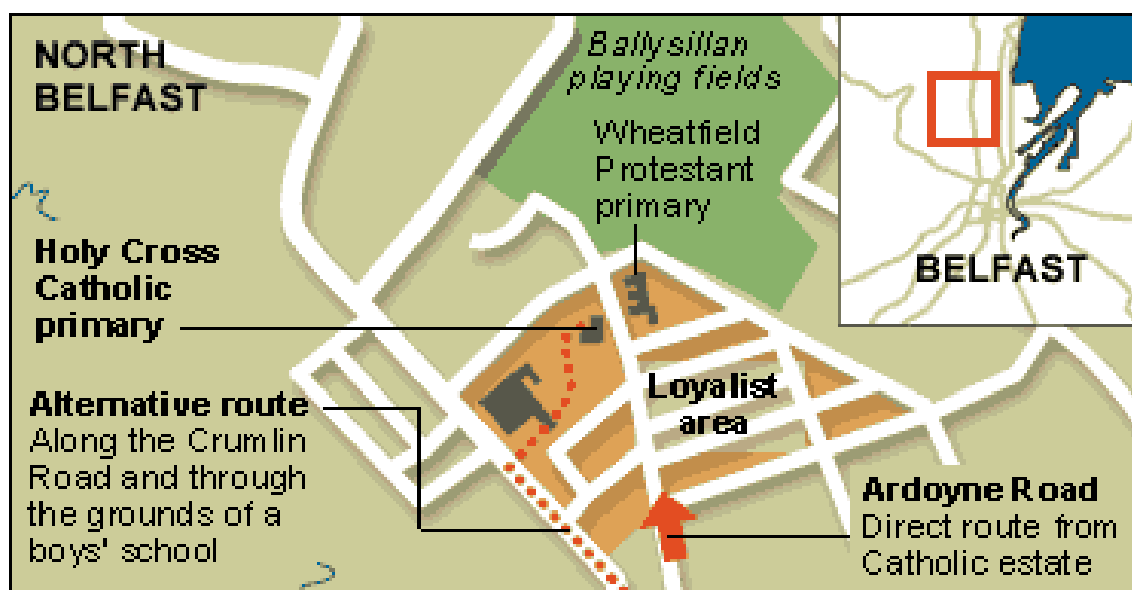 NORTH
BELFAST
Ballysillan
playing fields
Wheatfield
Protestant
primary
BELFAST
Holy Cross
Catholic
primary
Loyalist
area
Alternative route
Along the Crumlin
Road and through
the grounds of a
boys' school
Ardoyne Road
Direct route from
Catholic estate